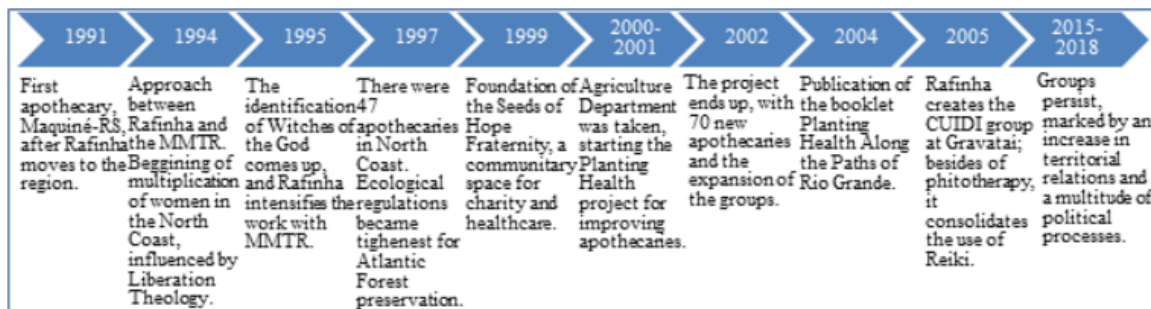 1991
1994
1995
1997
1999
2000-
2001
2002
2004
2005
2015-
2018
First
apothecary,
Maquiné-RS,
after Rafinha
moves to the
region.
Approach
between
Rafinha and
the MMTR.
Beggining of
multiplication
of women in
the North
Coast,
influenced by
Liberation
Theology.
The
identification
of Witches of
the God
comes up,
and Rafinha
intensifies the
work with
MMTR.
There were
47
apothecaries
in North
Coast.
Ecological
regulations
became
tighenest for
Atlantic
Forest
preservation.
Foundation of
the Seeds of
Hope
Fraternity, a
communitary
space for
charity and
healthcare.
Agriculture
Department
was taken,
starting the
Planting
Health
project for
improving
apothecanes.
The project
ends up, with
70 new
apothecaries
and the
expansion of
the groups.
Publication of
the booklet
Planting
Health Along
the Paths of
Rio Grande.
Rafinha
creates the
CUIDI group
at Gravatai;
besides of
phitotherapy,
it
consolidates
the use of
Reiki.
Groups
persist,
marked by an
increase in
territorial
relations and
a multitude of
political
processes.